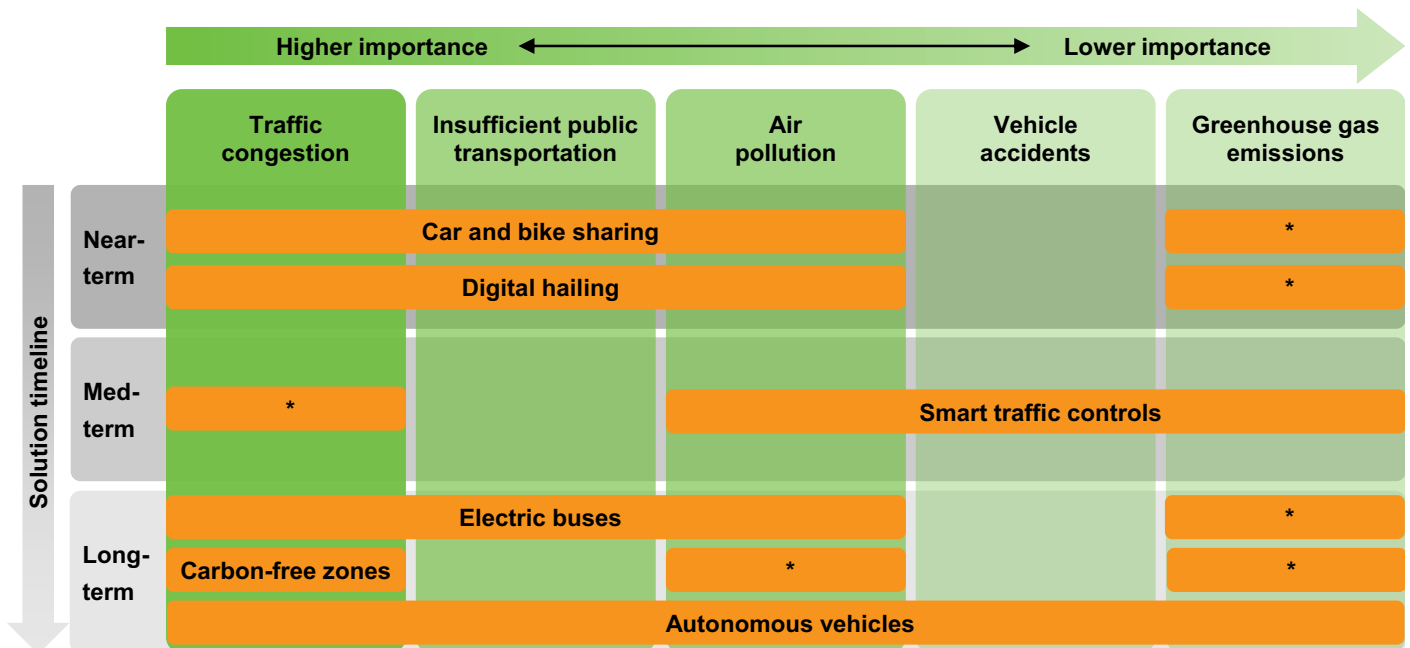 Higher importance
Lower importance
Traffic
congestion
Insufficient public
transportation
Air
pollution
Vehicle
accidents
Greenhouse gas
emissions
Solution timeline
Near-
term
Car and bike sharing
*
Digital hailing
*
Med-
term
*
Smart traffic controls
Long-
term
Electric buses
*
Carbon-free zones
*
*
Autonomous vehicles